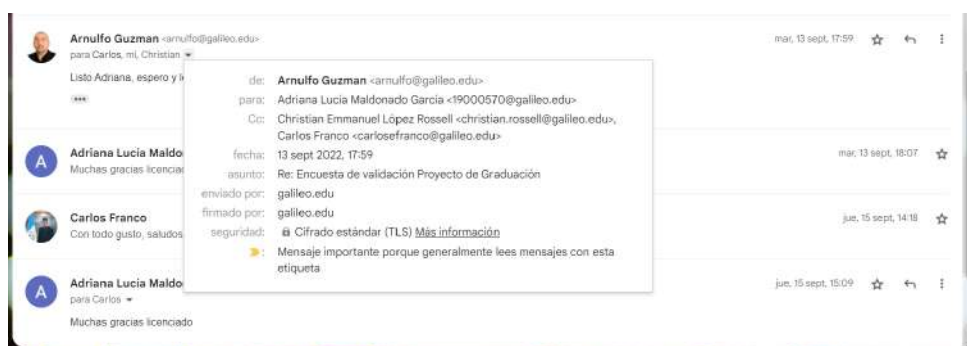 Arnulfo Guzman <arnulfo@galileo.edu>
mar, 13 sept, 17:59
para Carlos, mí, Christian
Listo Adriana, espero y l
de: Arnulfo Guzman <arnulfo@galileo.edu>
para: Adriana Lucia Maldonado Garcia <19000570@galileo.edu>
Cc: Christian Emmanuel López Rossell <christian.rossell@galileo.edu>,
Carlos Franco <carlosefranco@galileo.edu>
fecha: 13 sept 2022, 17:59
asunto: Re: Encuesta de validación Proyecto de Graduación
enviado por: galileo.edu
firmado por: galileo.edu
seguridad: Cifrado estándar (TLS) Más información
: Mensaje importante porque generalmente lees mensajes con esta
etiqueta
A
Adriana Lucia Maldo
mar, 13 sept, 18:07
Muchas gracias licencia
Carlos Franco
jue, 15 sept, 14:18
Con todo gusto, saludos
A
Adriana Lucia Maldo
jue, 15 sept, 15:09
para Carlos
Muchas gracias licenciado